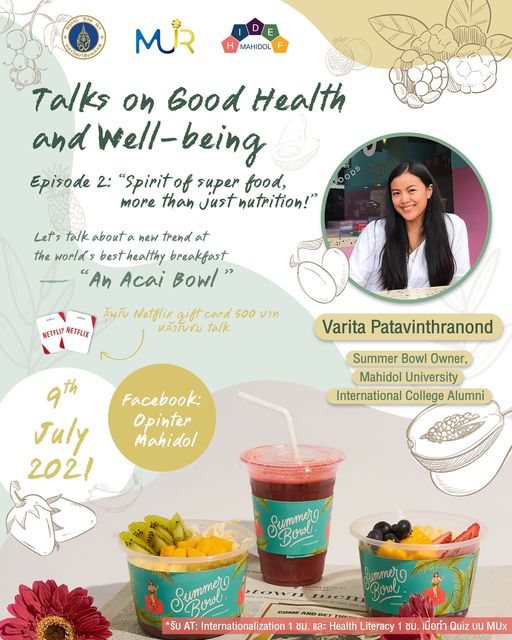 MUR
H I D E F
MAHIDOL
Talks on Good Health
and Well-being
Episode 2: "Spirit of super food,
more than just nutrition!"
Let's talk about a new trend at
the world's best healthy breakfast
— "An Acai Bowl"
ลุ้นรับ Netflix gift card 500 บาท
หลังรับชม talk
NETFLIX
NETFLIX
Varita Patavinthranond
Summer Bowl Owner,
Mahidol University
International College Alumni
9th
July
2021
Facebook:
Opinter
Mahidol
Summer
Bowl
Summer
Bowl
Summer
Bowl
*รับ AT: Internationalization 1 ชม. และ Health Literacy 1 ชม. เมื่อทำ Quiz บน MUx